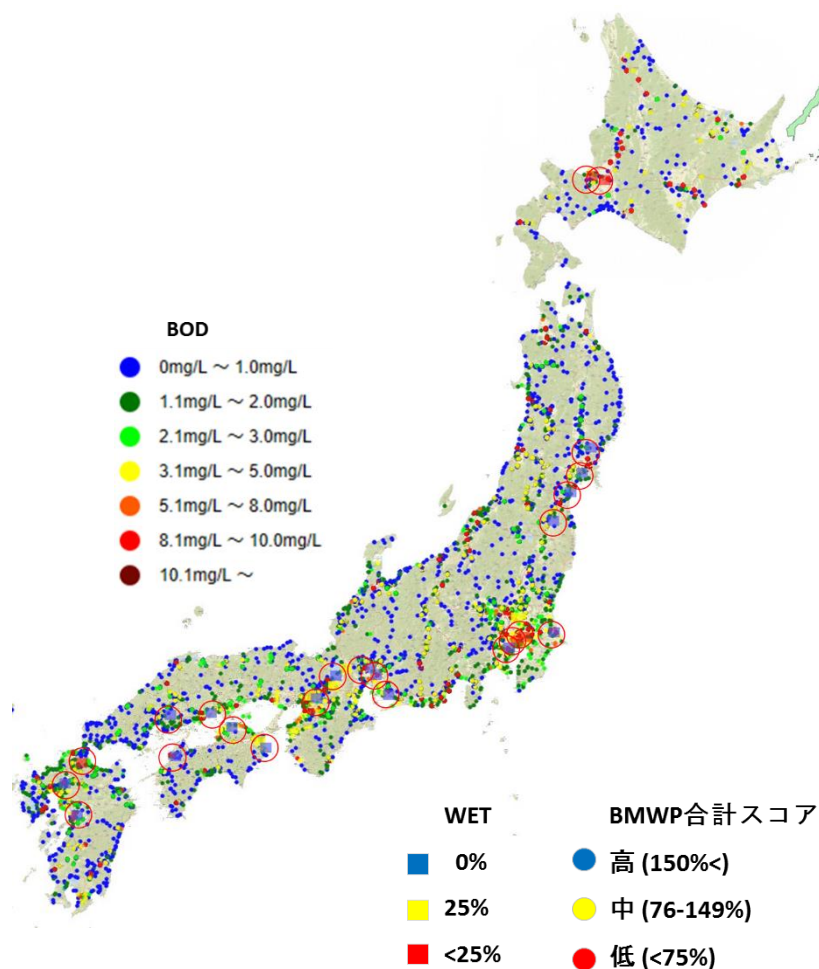 BOD
0mg/L ~ 1.0mg/L
1.1mg/L ~ 2.0mg/L
2.1mg/L ~ 3.0mg/L
3.1mg/L ~ 5.0mg/L
5.1mg/L ~ 8.0mg/L
8.1mg/L ~ 10.0mg/L
10.1mg/L ~
WET
0%
25%
<25%
BMWP合計スコア
高 (150%<)
中 (76-149%)
低 (<75%)